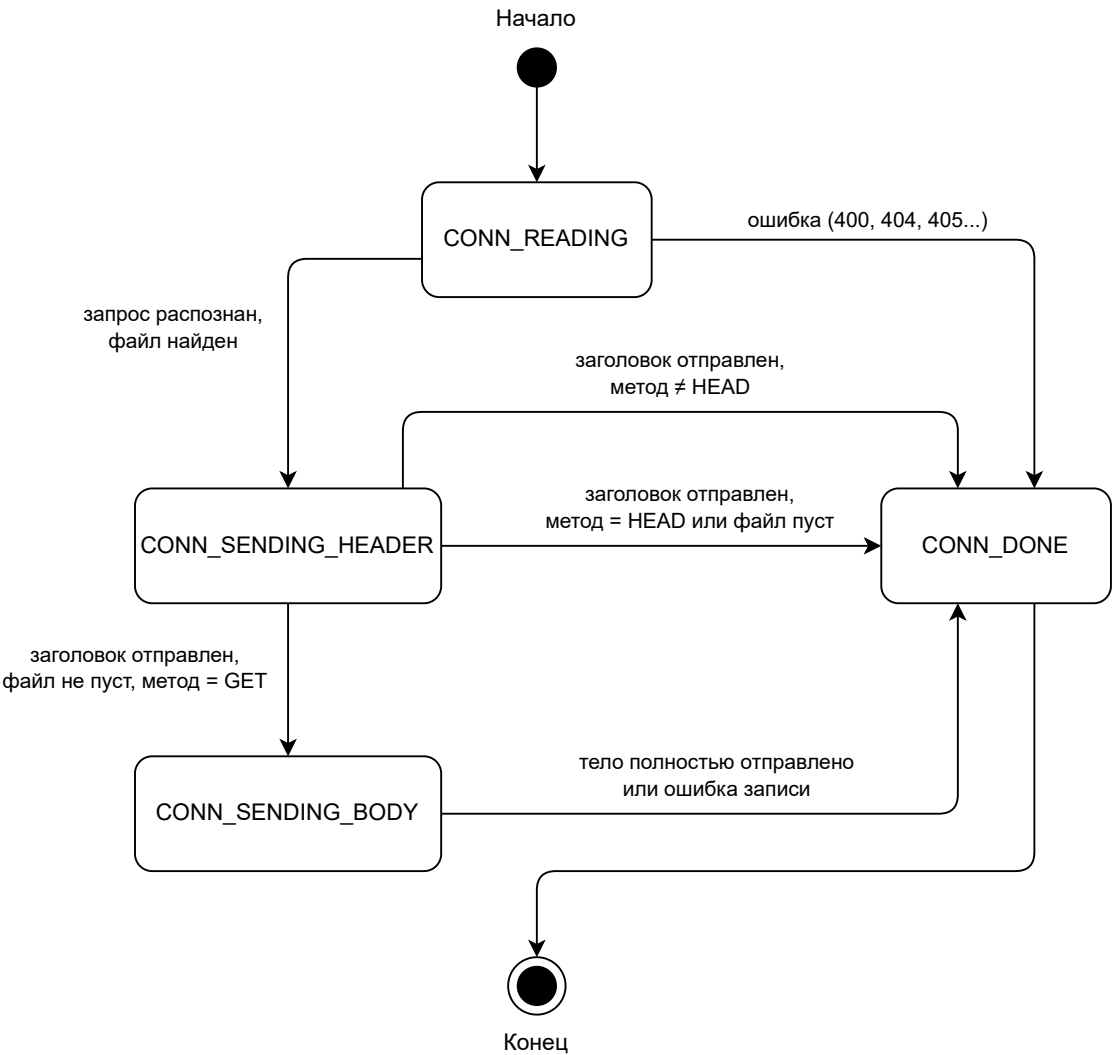 Начало
CONN_READING
ошибка (400, 404, 405...)
запрос распознан,
файл найден
заголовок отправлен,
метод ≠ HEAD
заголовок отправлен,
метод = HEAD или файл пуст
CONN_SENDING_HEADER
CONN_DONE
заголовок отправлен,
файл не пуст, метод = GET
тело полностью отправлено
или ошибка записи
CONN_SENDING_BODY
Конец